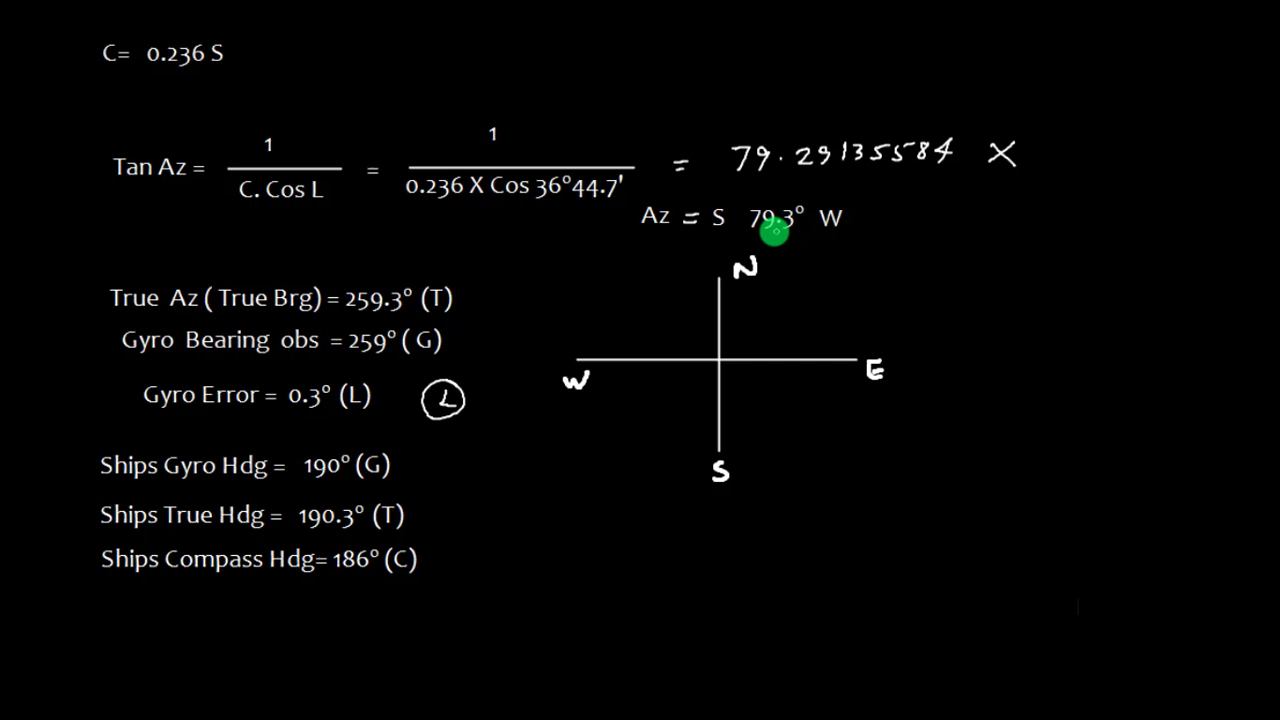 C= 0.236 S
Tan Az = 1 / C. Cos L = 1 / 0.236 X Cos 36°44.7' = 79.29135584 X
Az = S 79.3° W
N
True Az ( True Brg) = 259.3° (T)
Gyro Bearing obs = 259° ( G)
W E
Gyro Error = 0.3° (L) L
Ships Gyro Hdg = 190° (G)
S
Ships True Hdg = 190.3° (T)
Ships Compass Hdg= 186° (C)